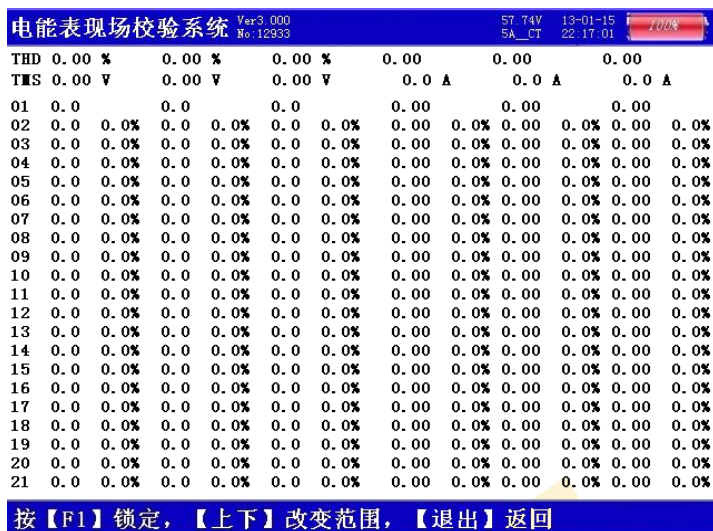 电能表现场校验系统 Ver3.000 57.74V 13-01-15 100%
No:12933 5A__CT 22:17:01
THD 0.00 % 0.00 % 0.00 % 0.00 0.00 0.00
TMS 0.00 V 0.00 V 0.00 V 0.0 A 0.0 A 0.0 A
01 0.0 0.0 0.0 0.00 0.00 0.00
02 0.0 0.0% 0.0 0.0% 0.0 0.0% 0.00 0.0% 0.00 0.0% 0.00 0.0%
03 0.0 0.0% 0.0 0.0% 0.0 0.0% 0.00 0.0% 0.00 0.0% 0.00 0.0%
04 0.0 0.0% 0.0 0.0% 0.0 0.0% 0.00 0.0% 0.00 0.0% 0.00 0.0%
05 0.0 0.0% 0.0 0.0% 0.0 0.0% 0.00 0.0% 0.00 0.0% 0.00 0.0%
06 0.0 0.0% 0.0 0.0% 0.0 0.0% 0.00 0.0% 0.00 0.0% 0.00 0.0%
07 0.0 0.0% 0.0 0.0% 0.0 0.0% 0.00 0.0% 0.00 0.0% 0.00 0.0%
08 0.0 0.0% 0.0 0.0% 0.0 0.0% 0.00 0.0% 0.00 0.0% 0.00 0.0%
09 0.0 0.0% 0.0 0.0% 0.0 0.0% 0.00 0.0% 0.00 0.0% 0.00 0.0%
10 0.0 0.0% 0.0 0.0% 0.0 0.0% 0.00 0.0% 0.00 0.0% 0.00 0.0%
11 0.0 0.0% 0.0 0.0% 0.0 0.0% 0.00 0.0% 0.00 0.0% 0.00 0.0%
12 0.0 0.0% 0.0 0.0% 0.0 0.0% 0.00 0.0% 0.00 0.0% 0.00 0.0%
13 0.0 0.0% 0.0 0.0% 0.0 0.0% 0.00 0.0% 0.00 0.0% 0.00 0.0%
14 0.0 0.0% 0.0 0.0% 0.0 0.0% 0.00 0.0% 0.00 0.0% 0.00 0.0%
15 0.0 0.0% 0.0 0.0% 0.0 0.0% 0.00 0.0% 0.00 0.0% 0.00 0.0%
16 0.0 0.0% 0.0 0.0% 0.0 0.0% 0.00 0.0% 0.00 0.0% 0.00 0.0%
17 0.0 0.0% 0.0 0.0% 0.0 0.0% 0.00 0.0% 0.00 0.0% 0.00 0.0%
18 0.0 0.0% 0.0 0.0% 0.0 0.0% 0.00 0.0% 0.00 0.0% 0.00 0.0%
19 0.0 0.0% 0.0 0.0% 0.0 0.0% 0.00 0.0% 0.00 0.0% 0.00 0.0%
20 0.0 0.0% 0.0 0.0% 0.0 0.0% 0.00 0.0% 0.00 0.0% 0.00 0.0%
21 0.0 0.0% 0.0 0.0% 0.0 0.0% 0.00 0.0% 0.00 0.0% 0.00 0.0%
按【F1】锁定，【上下】改变范围，【退出】返回